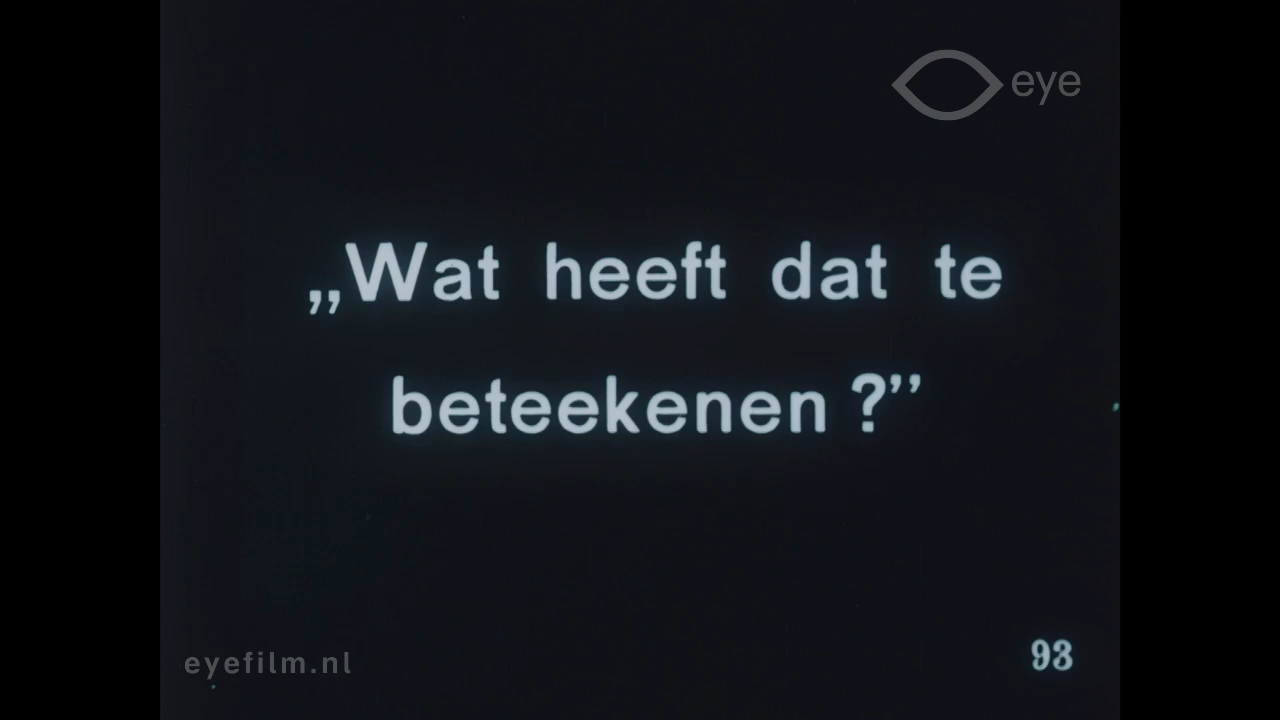 eye
„Wat heeft dat te
beteekenen ?”
eyefilm.nl
93